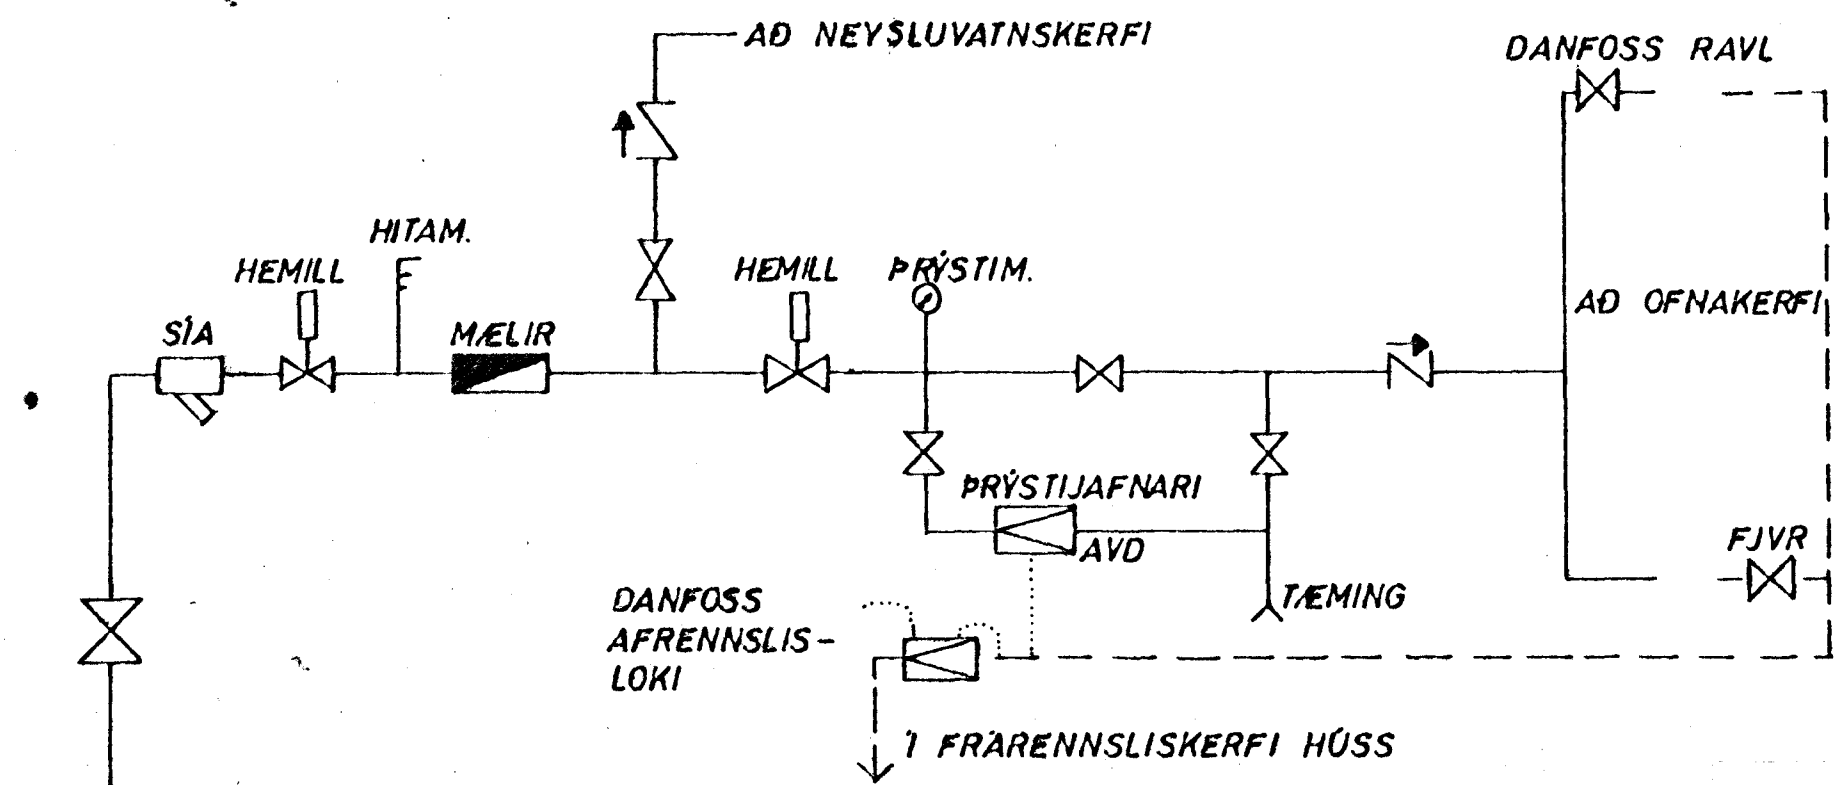 AÐ NEYSLUVATNSKERFI
DANFOSS RAVL
HITAM.
HEMILL
HEMILL
ÞRÝSTIM.
AÐ OFNAKERFI
SÍA
MÆLIR
ÞRÝSTIJAFNARI
AVD
FJVR
DANFOSS
AFRENNSLIS-
LOKI
TÆMING
Í FRÁRENNSLISKERFI HÚSS